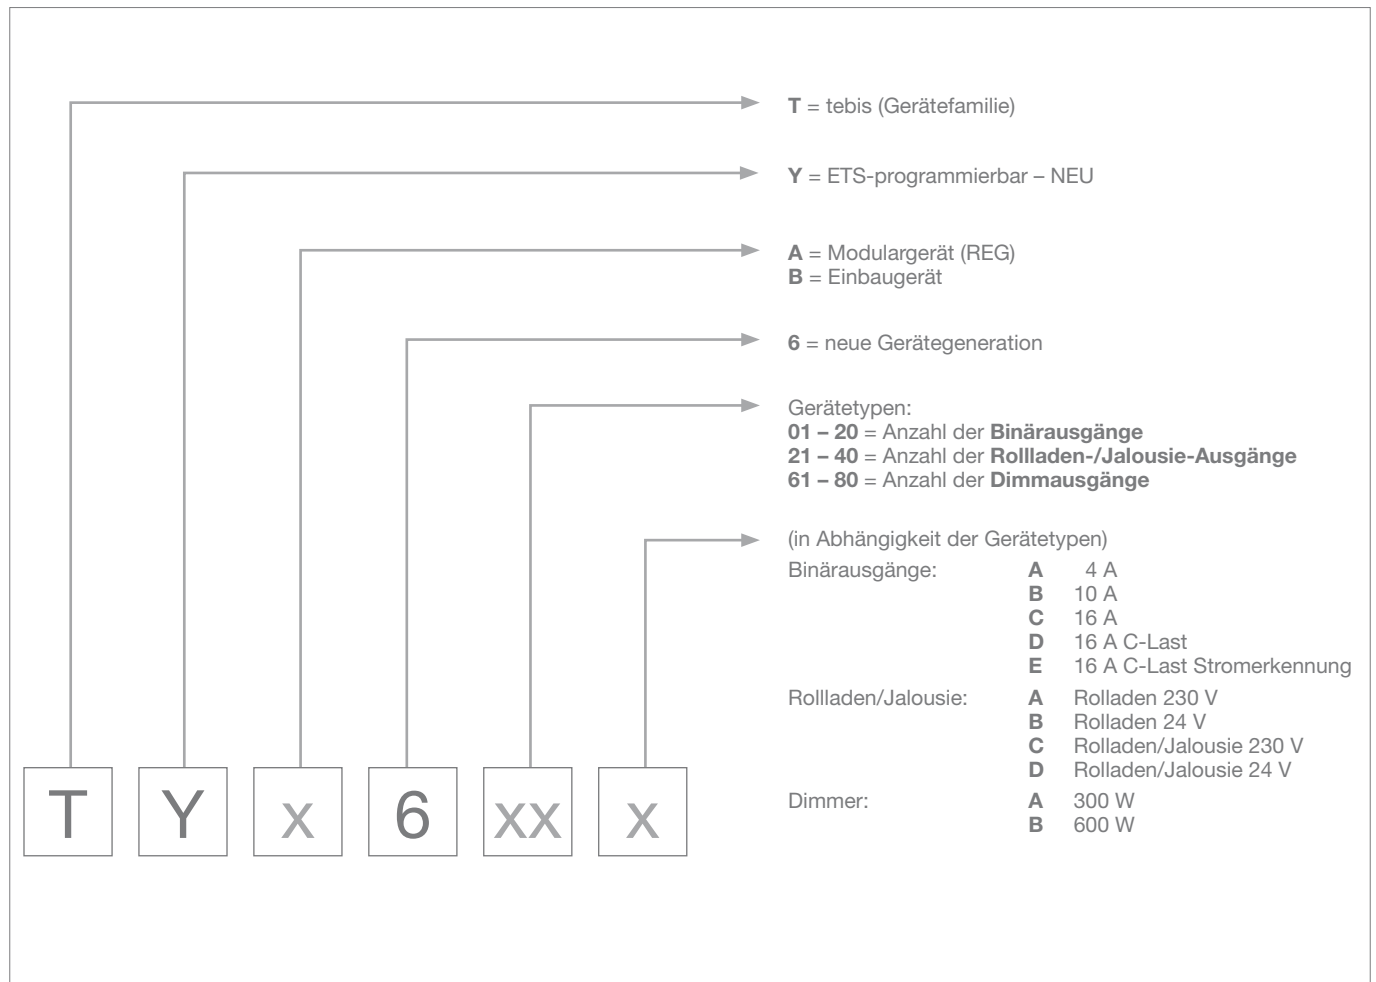 T = tebis (Gerätefamilie)
Y = ETS-programmierbar – NEU
A = Modulargerät (REG)
B = Einbaugerät
6 = neue Gerätegeneration
Gerätetypen:
01 – 20 = Anzahl der Binärausgänge
21 – 40 = Anzahl der Rollladen-/Jalousie-Ausgänge
61 – 80 = Anzahl der Dimmausgänge
(in Abhängigkeit der Gerätetypen)
Binärausgänge: A 4 A
B 10 A
C 16 A
D 16 A C-Last
E 16 A C-Last Stromerkennung
Rollladen/Jalousie: A Rolladen 230 V
B Rolladen 24 V
C Rolladen/Jalousie 230 V
D Rolladen/Jalousie 24 V
Dimmer: A 300 W
B 600 W
T Y x 6 xx x